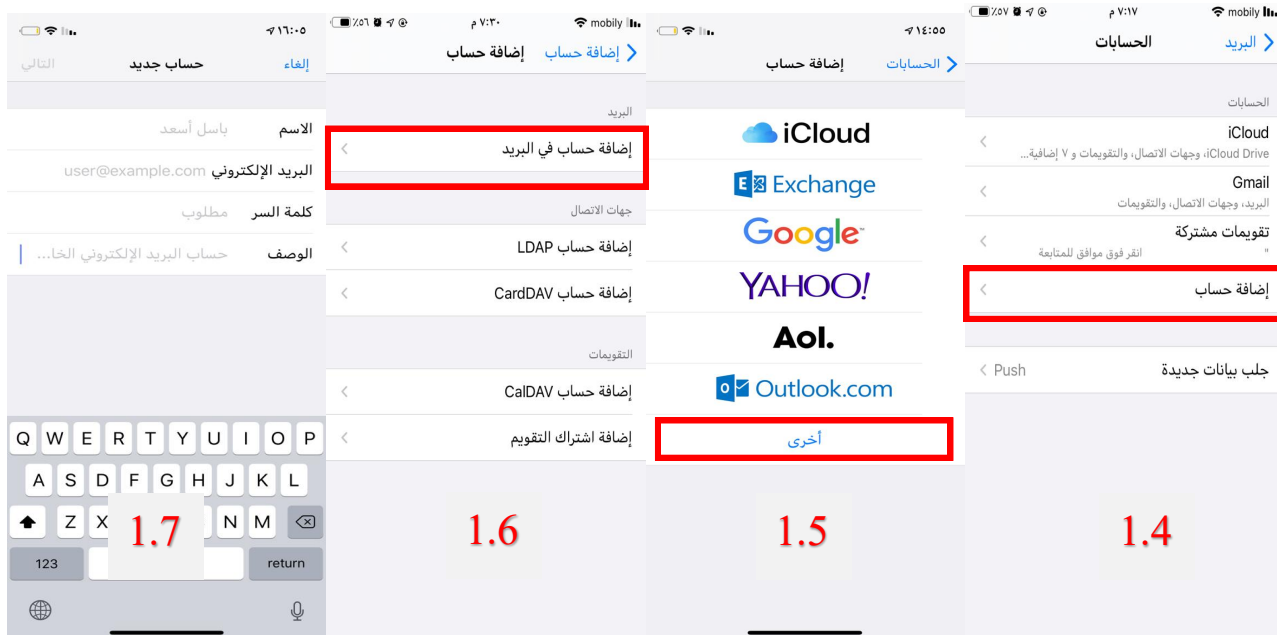 mobily
٧:١٧ م
٪٥٧
البريد
الحسابات
الحسابات
iCloud
iCloud Drive، وجهات الاتصال، والتقويمات و ٧ إضافية...
Gmail
البريد، وجهات الاتصال، والتقويمات
تقويمات مشتركة
" انقر فوق موافق للمتابعة
إضافة حساب
جلب بيانات جديدة
Push
1.4
١٤:٥٥
الحسابات
إضافة حساب
iCloud
Exchange
Google
YAHOO!
Aol.
Outlook.com
أخرى
1.5
mobily
٧:٣٠ م
٪٥٦
إضافة حساب
إضافة حساب
البريد
إضافة حساب في البريد
جهات الاتصال
إضافة حساب LDAP
إضافة حساب CardDAV
التقويمات
إضافة حساب CalDAV
إضافة اشتراك التقويم
1.6
١٦:٠٥
إلغاء
حساب جديد
التالي
الاسم باسل أسعد
البريد الإلكتروني user@example.com
كلمة السر مطلوب
الوصف حساب البريد الإلكتروني الخا...
Q W E R T Y U I O P
A S D F G H J K L
Z X N M
123
return
1.7